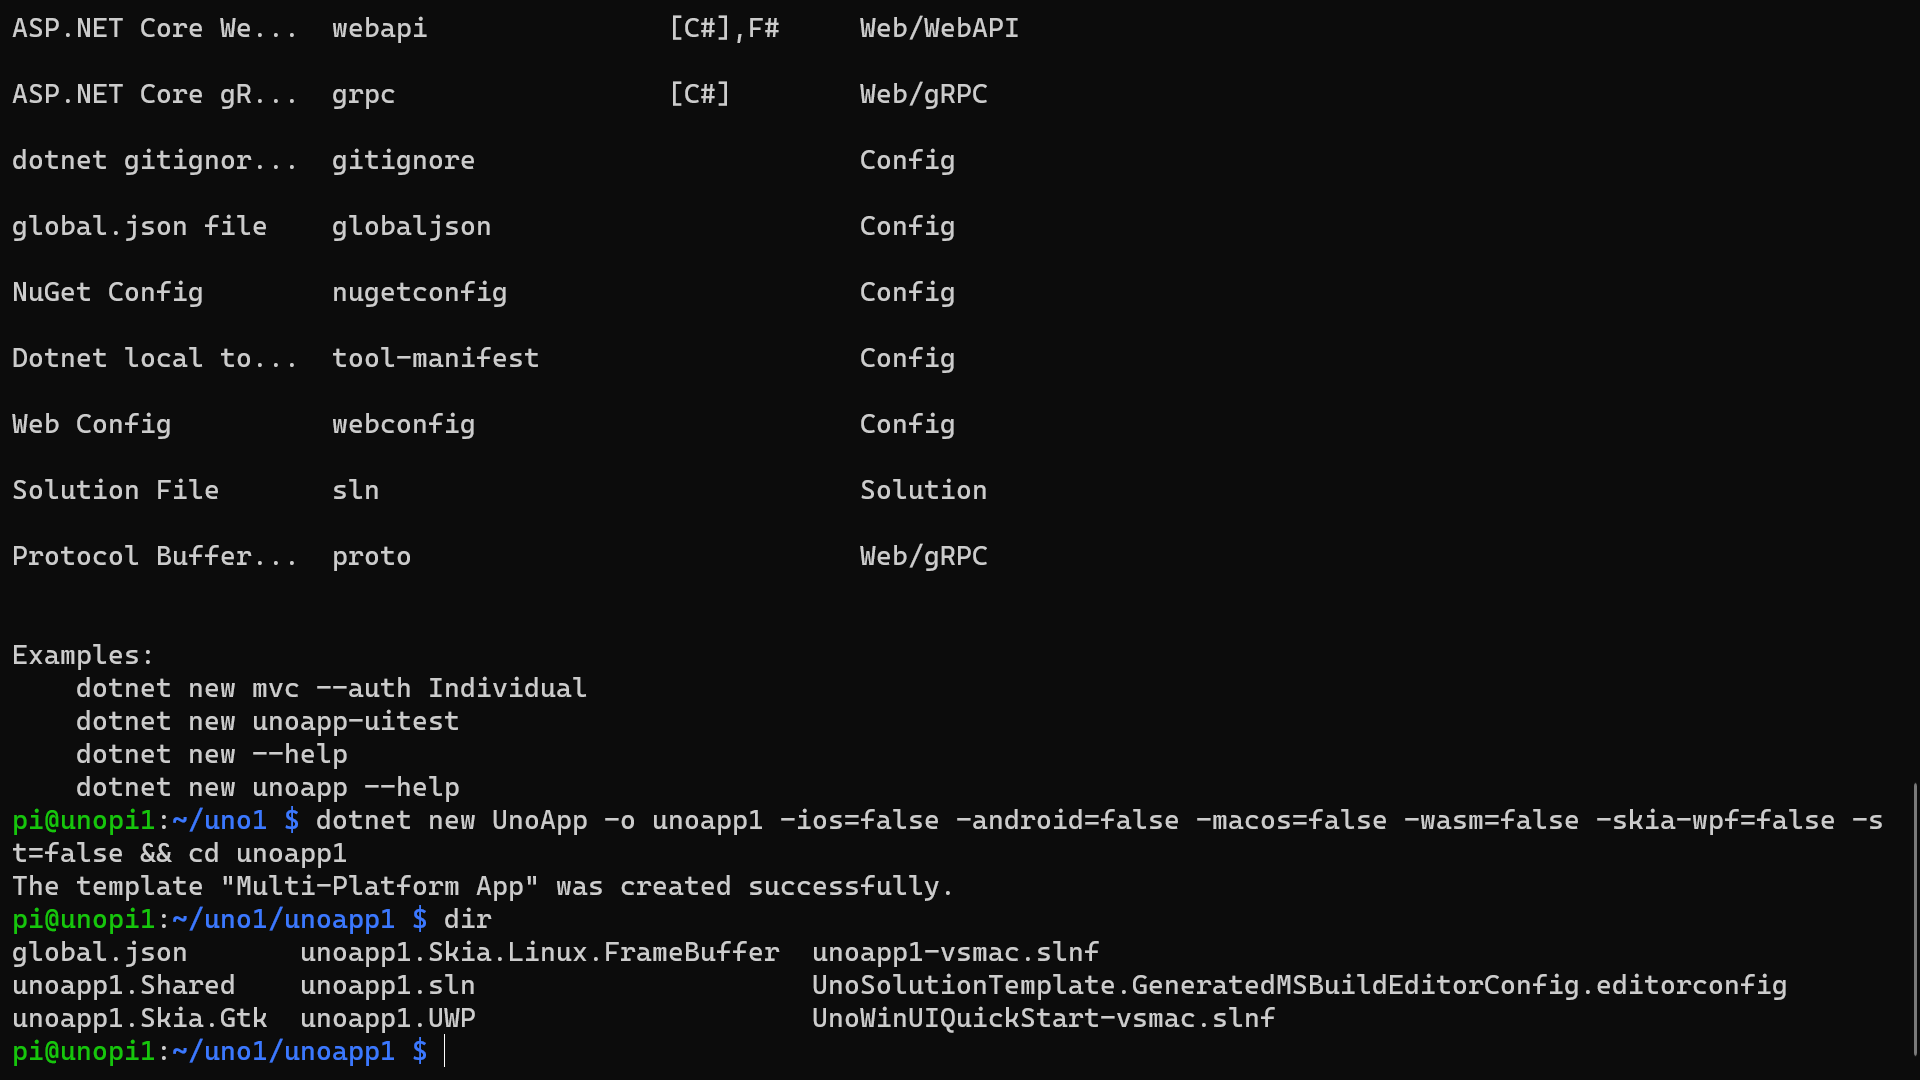 ASP.NET Core We...  webapi               [C#],F#     Web/WebAPI
ASP.NET Core gR...  grpc                 [C#]        Web/gRPC
dotnet gitignor...  gitignore                        Config
global.json file    globaljson                       Config
NuGet Config        nugetconfig                      Config
Dotnet local to...  tool-manifest                    Config
Web Config          webconfig                        Config
Solution File       sln                              Solution
Protocol Buffer...  proto                            Web/gRPC
Examples:
    dotnet new mvc --auth Individual
    dotnet new unoapp-uitest
    dotnet new --help
    dotnet new unoapp --help
pi@unopi1:~/uno1 $ dotnet new UnoApp -o unoapp1 -ios=false -android=false -macos=false -wasm=false -skia-wpf=false -s
t=false && cd unoapp1
The template "Multi-Platform App" was created successfully.
pi@unopi1:~/uno1/unoapp1 $ dir
global.json       unoapp1.Skia.Linux.FrameBuffer  unoapp1-vsmac.slnf
unoapp1.Shared    unoapp1.sln                     UnoSolutionTemplate.GeneratedMSBuildEditorConfig.editorconfig
unoapp1.Skia.Gtk  unoapp1.UWP                     UnoWinUIQuickStart-vsmac.slnf
pi@unopi1:~/uno1/unoapp1 $